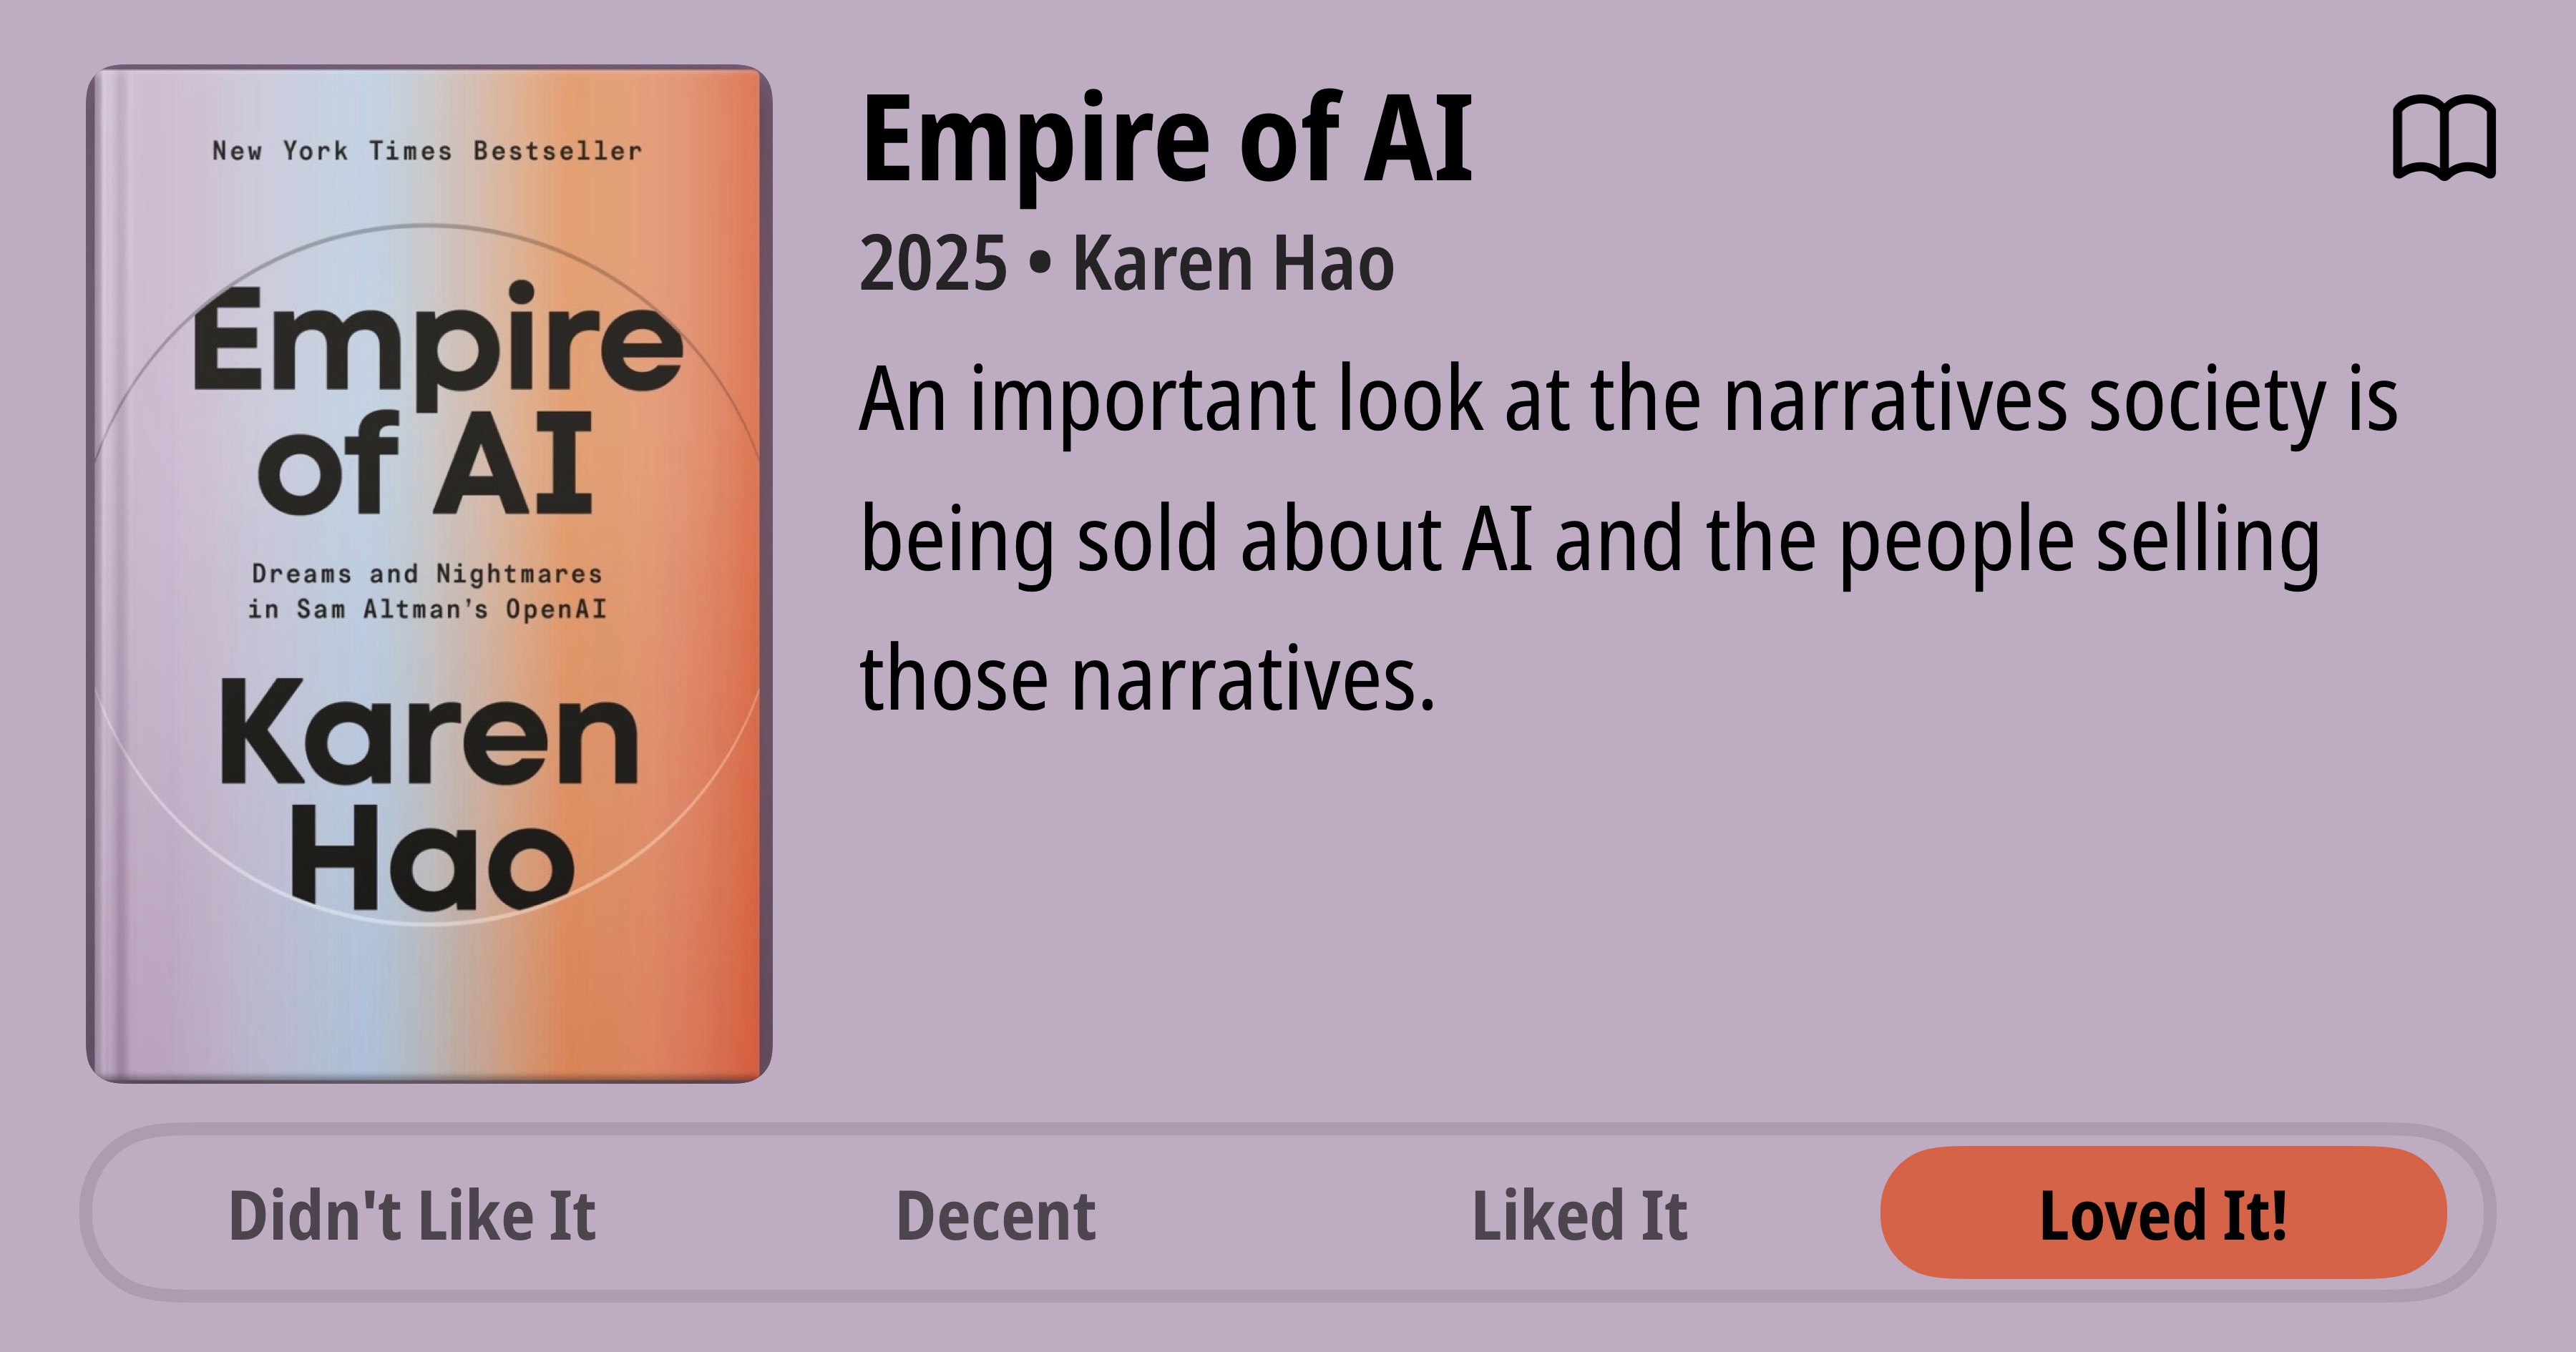 New York Times Bestseller
Empire
of AI
Dreams and Nightmares
in Sam Altman's OpenAI
Karen
Hao
Empire of AI
2025 • Karen Hao
An important look at the narratives society is
being sold about AI and the people selling
those narratives.
Didn't Like It
Decent
Liked It
Loved It!